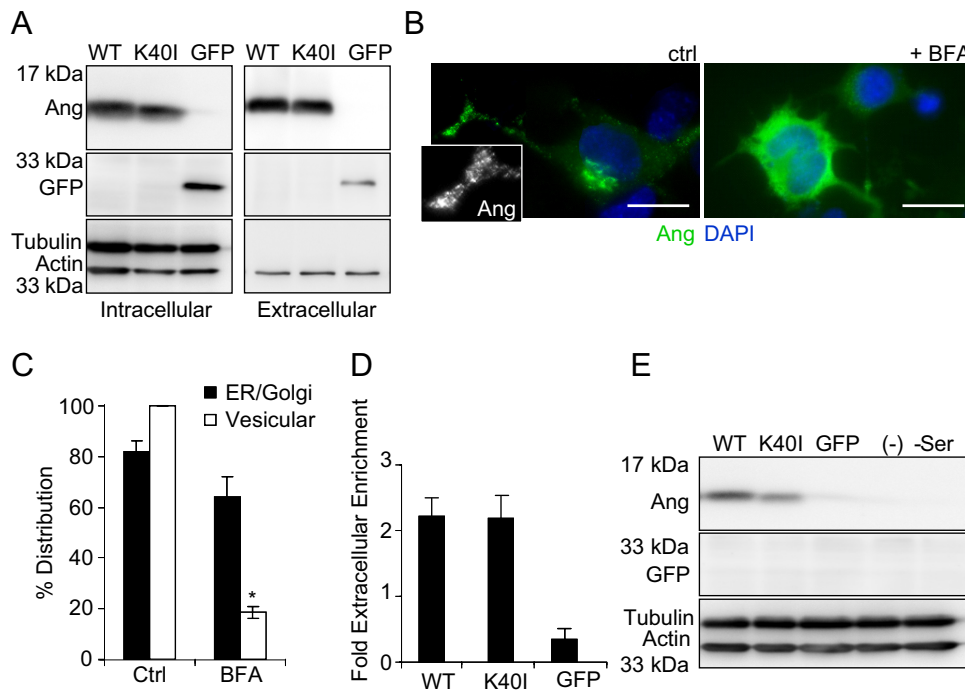 A
WT K40I GFP WT K40I GFP
17 kDa
Ang
33 kDa
GFP
Tubulin
Actin
33 kDa
Intracellular Extracellular
B
ctrl + BFA
Ang
Ang DAPI
C
ER/Golgi
Vesicular
% Distribution
100
80
60
40
20
0
*
Ctrl BFA
D
Fold Extracellular Enrichment
3
2
1
0
WT K40I GFP
E
WT K40I GFP (-) -Ser
17 kDa
Ang
33 kDa
GFP
Tubulin
Actin
33 kDa